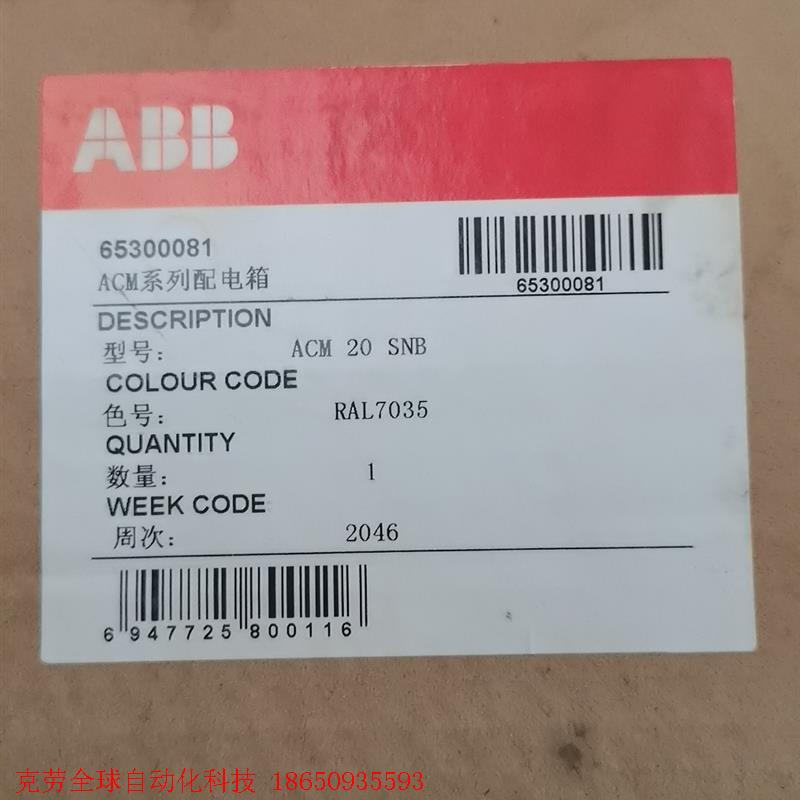 ABB
65300081
ACM系列配电箱
65300081
DESCRIPTION
型号: ACM 20 SNB
COLOUR CODE
色号: RAL7035
QUANTITY
数量: 1
WEEK CODE
周次: 2046
6 947725 800116
克劳全球自动化科技 18650935593